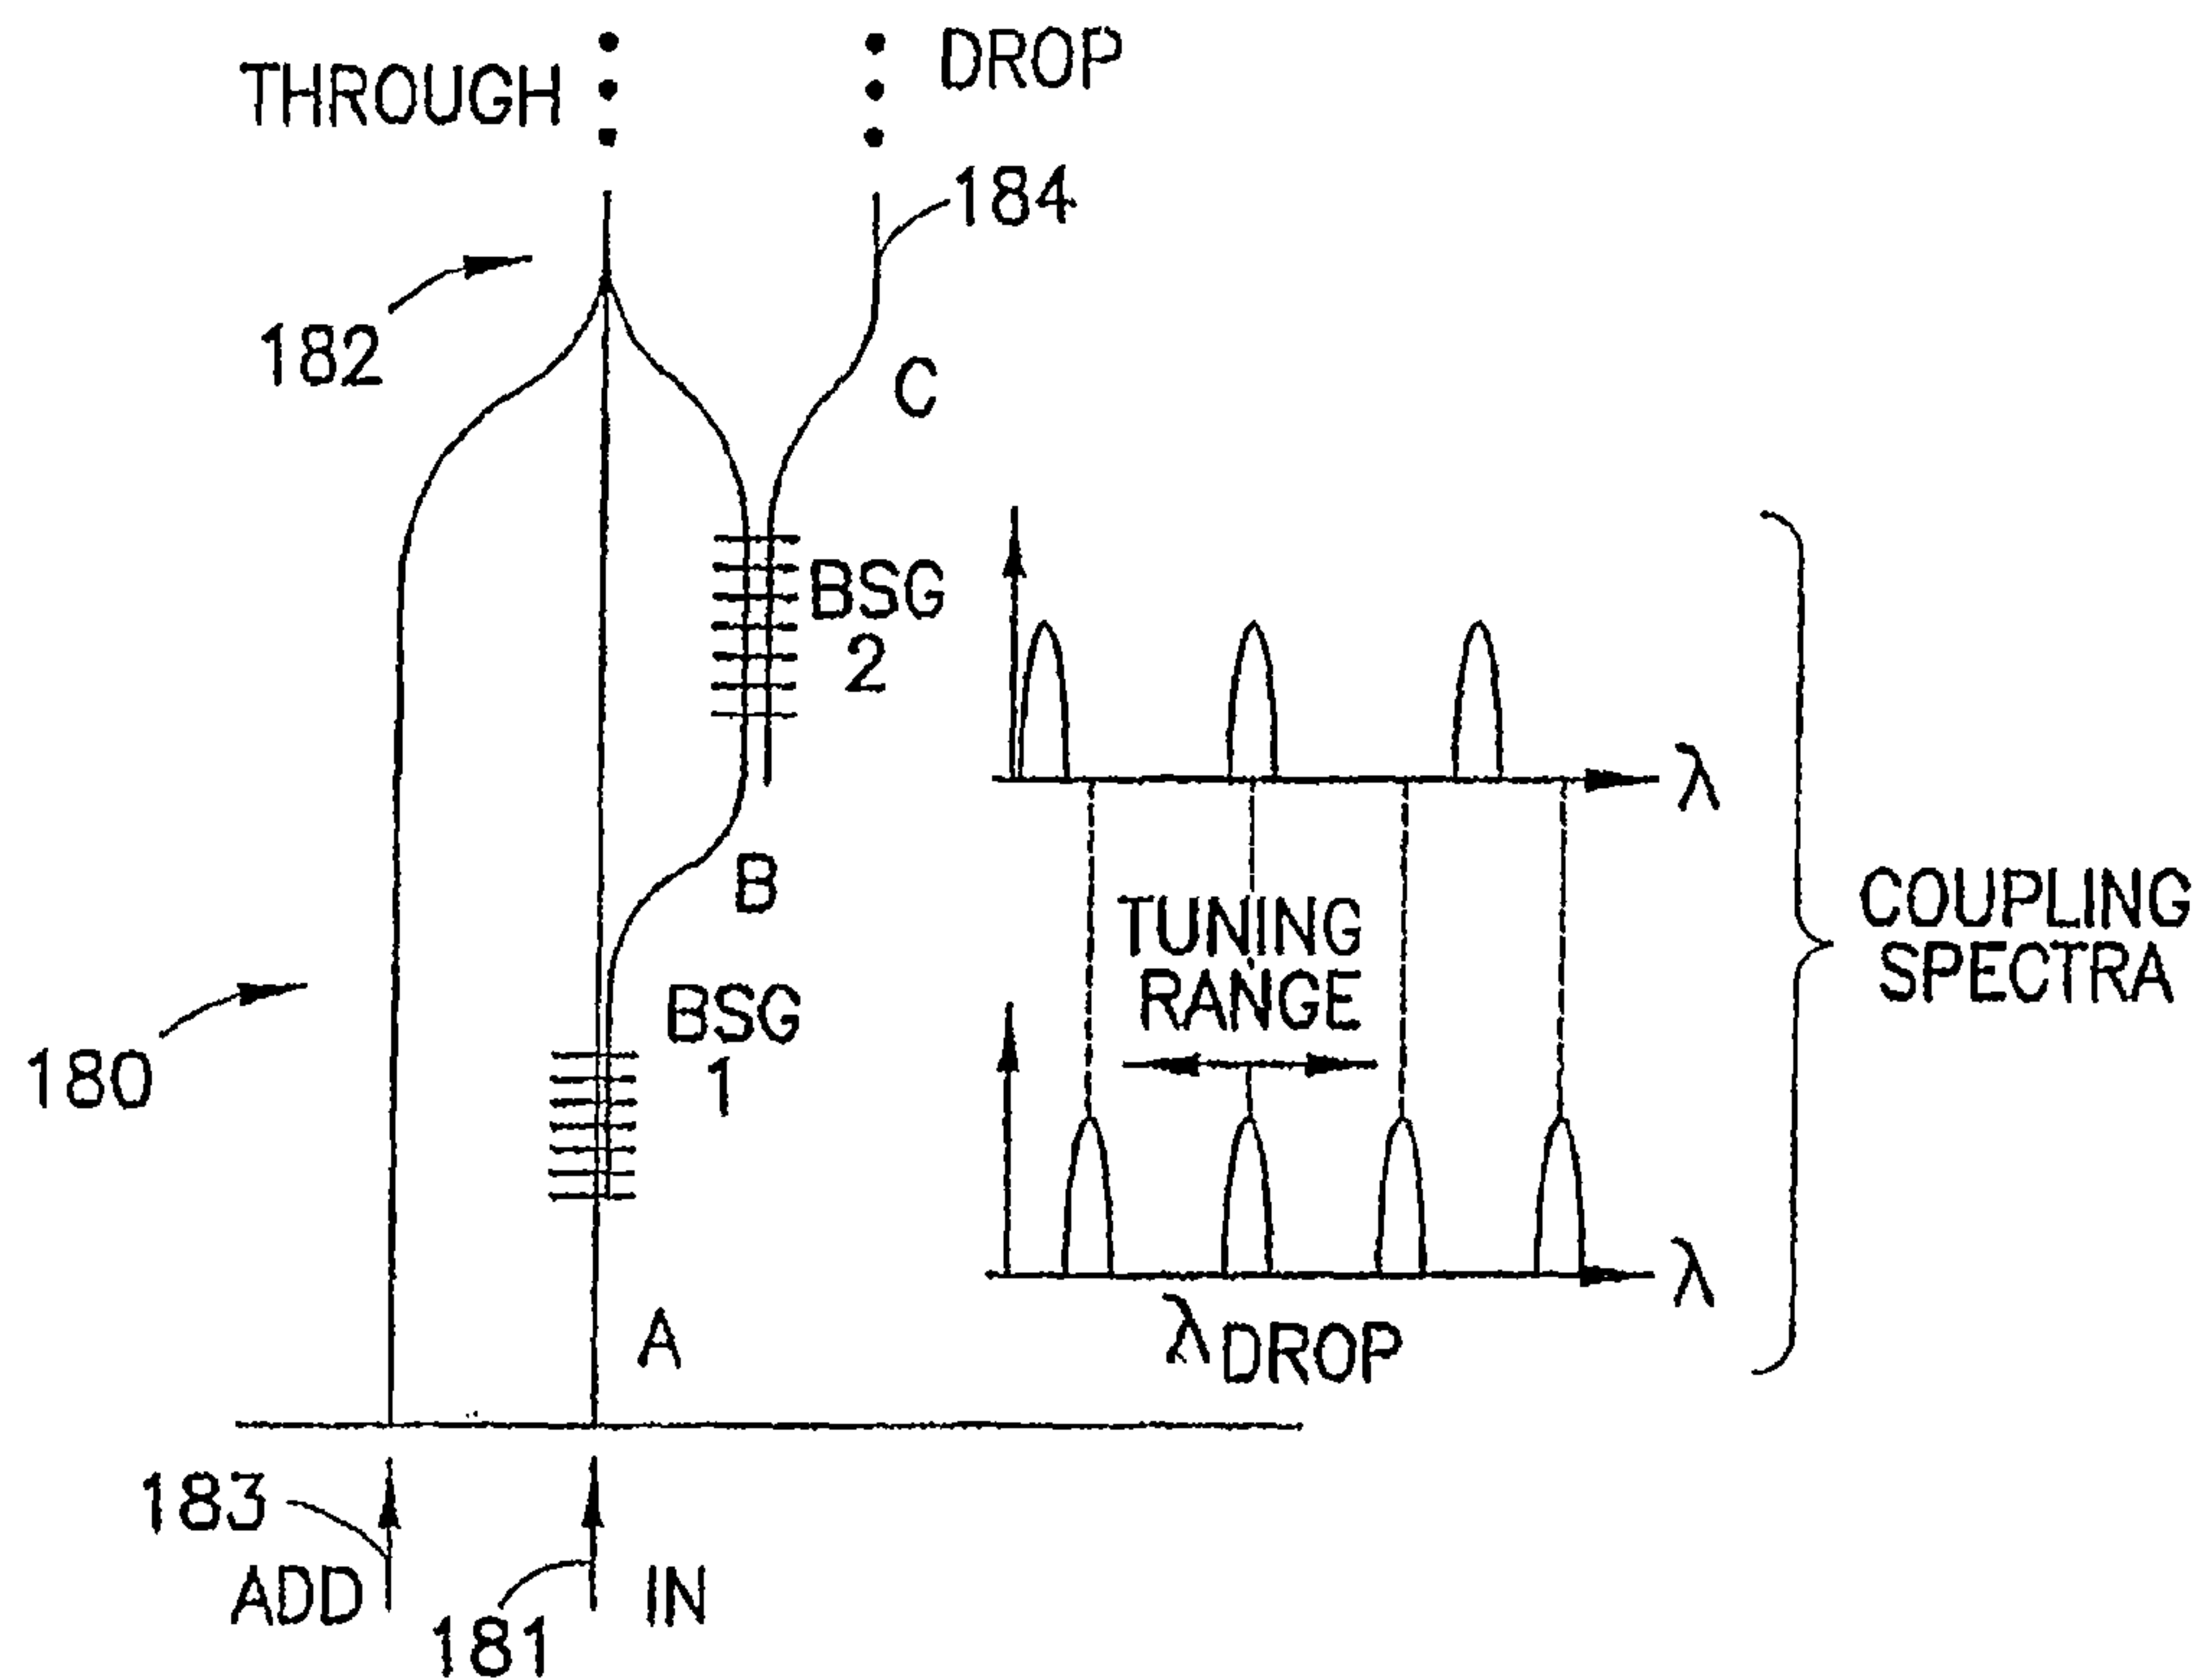 THROUGH
DROP
184
182
C
BSG
2
λ
B
TUNING
RANGE
COUPLING
SPECTRA
BSG
1
180
λ
A
λDROP
183
ADD
181
IN